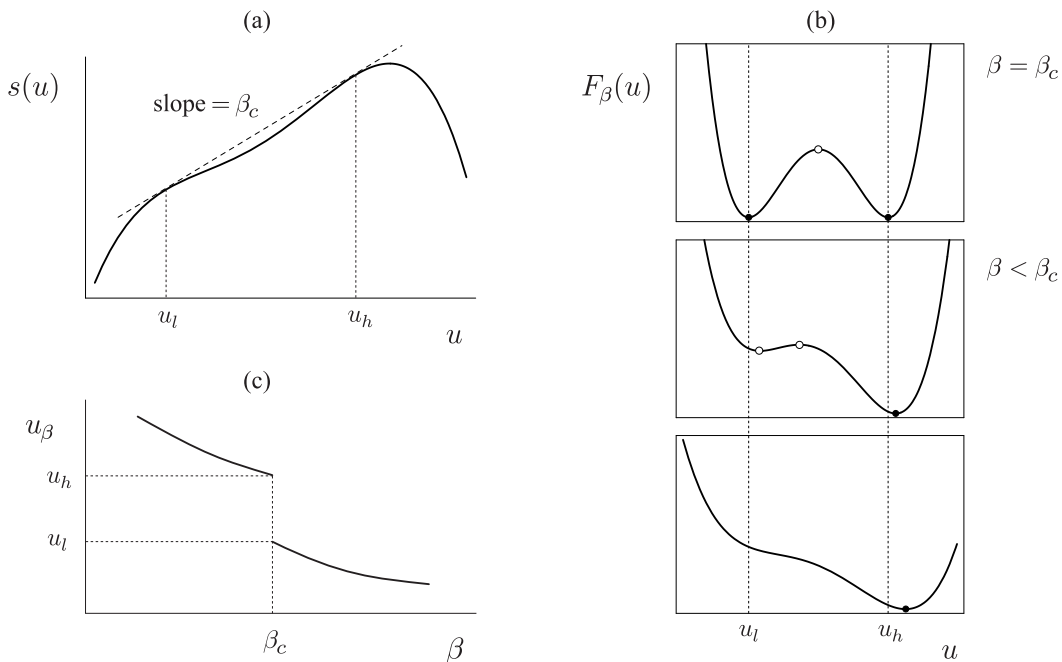 (a)
s(u)
slope = β_c
u_l
u_h
u
(b)
F_β(u)
β = β_c
β < β_c
u_l
u_h
u
(c)
u_β
u_h
u_l
β_c
β